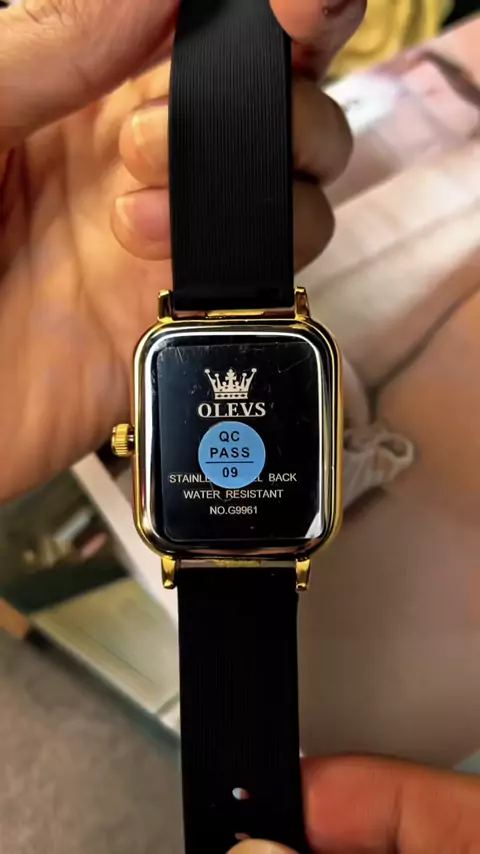 OLEVS
QC
PASS
09
BACK
WATER RESISTANT
NO.G9961